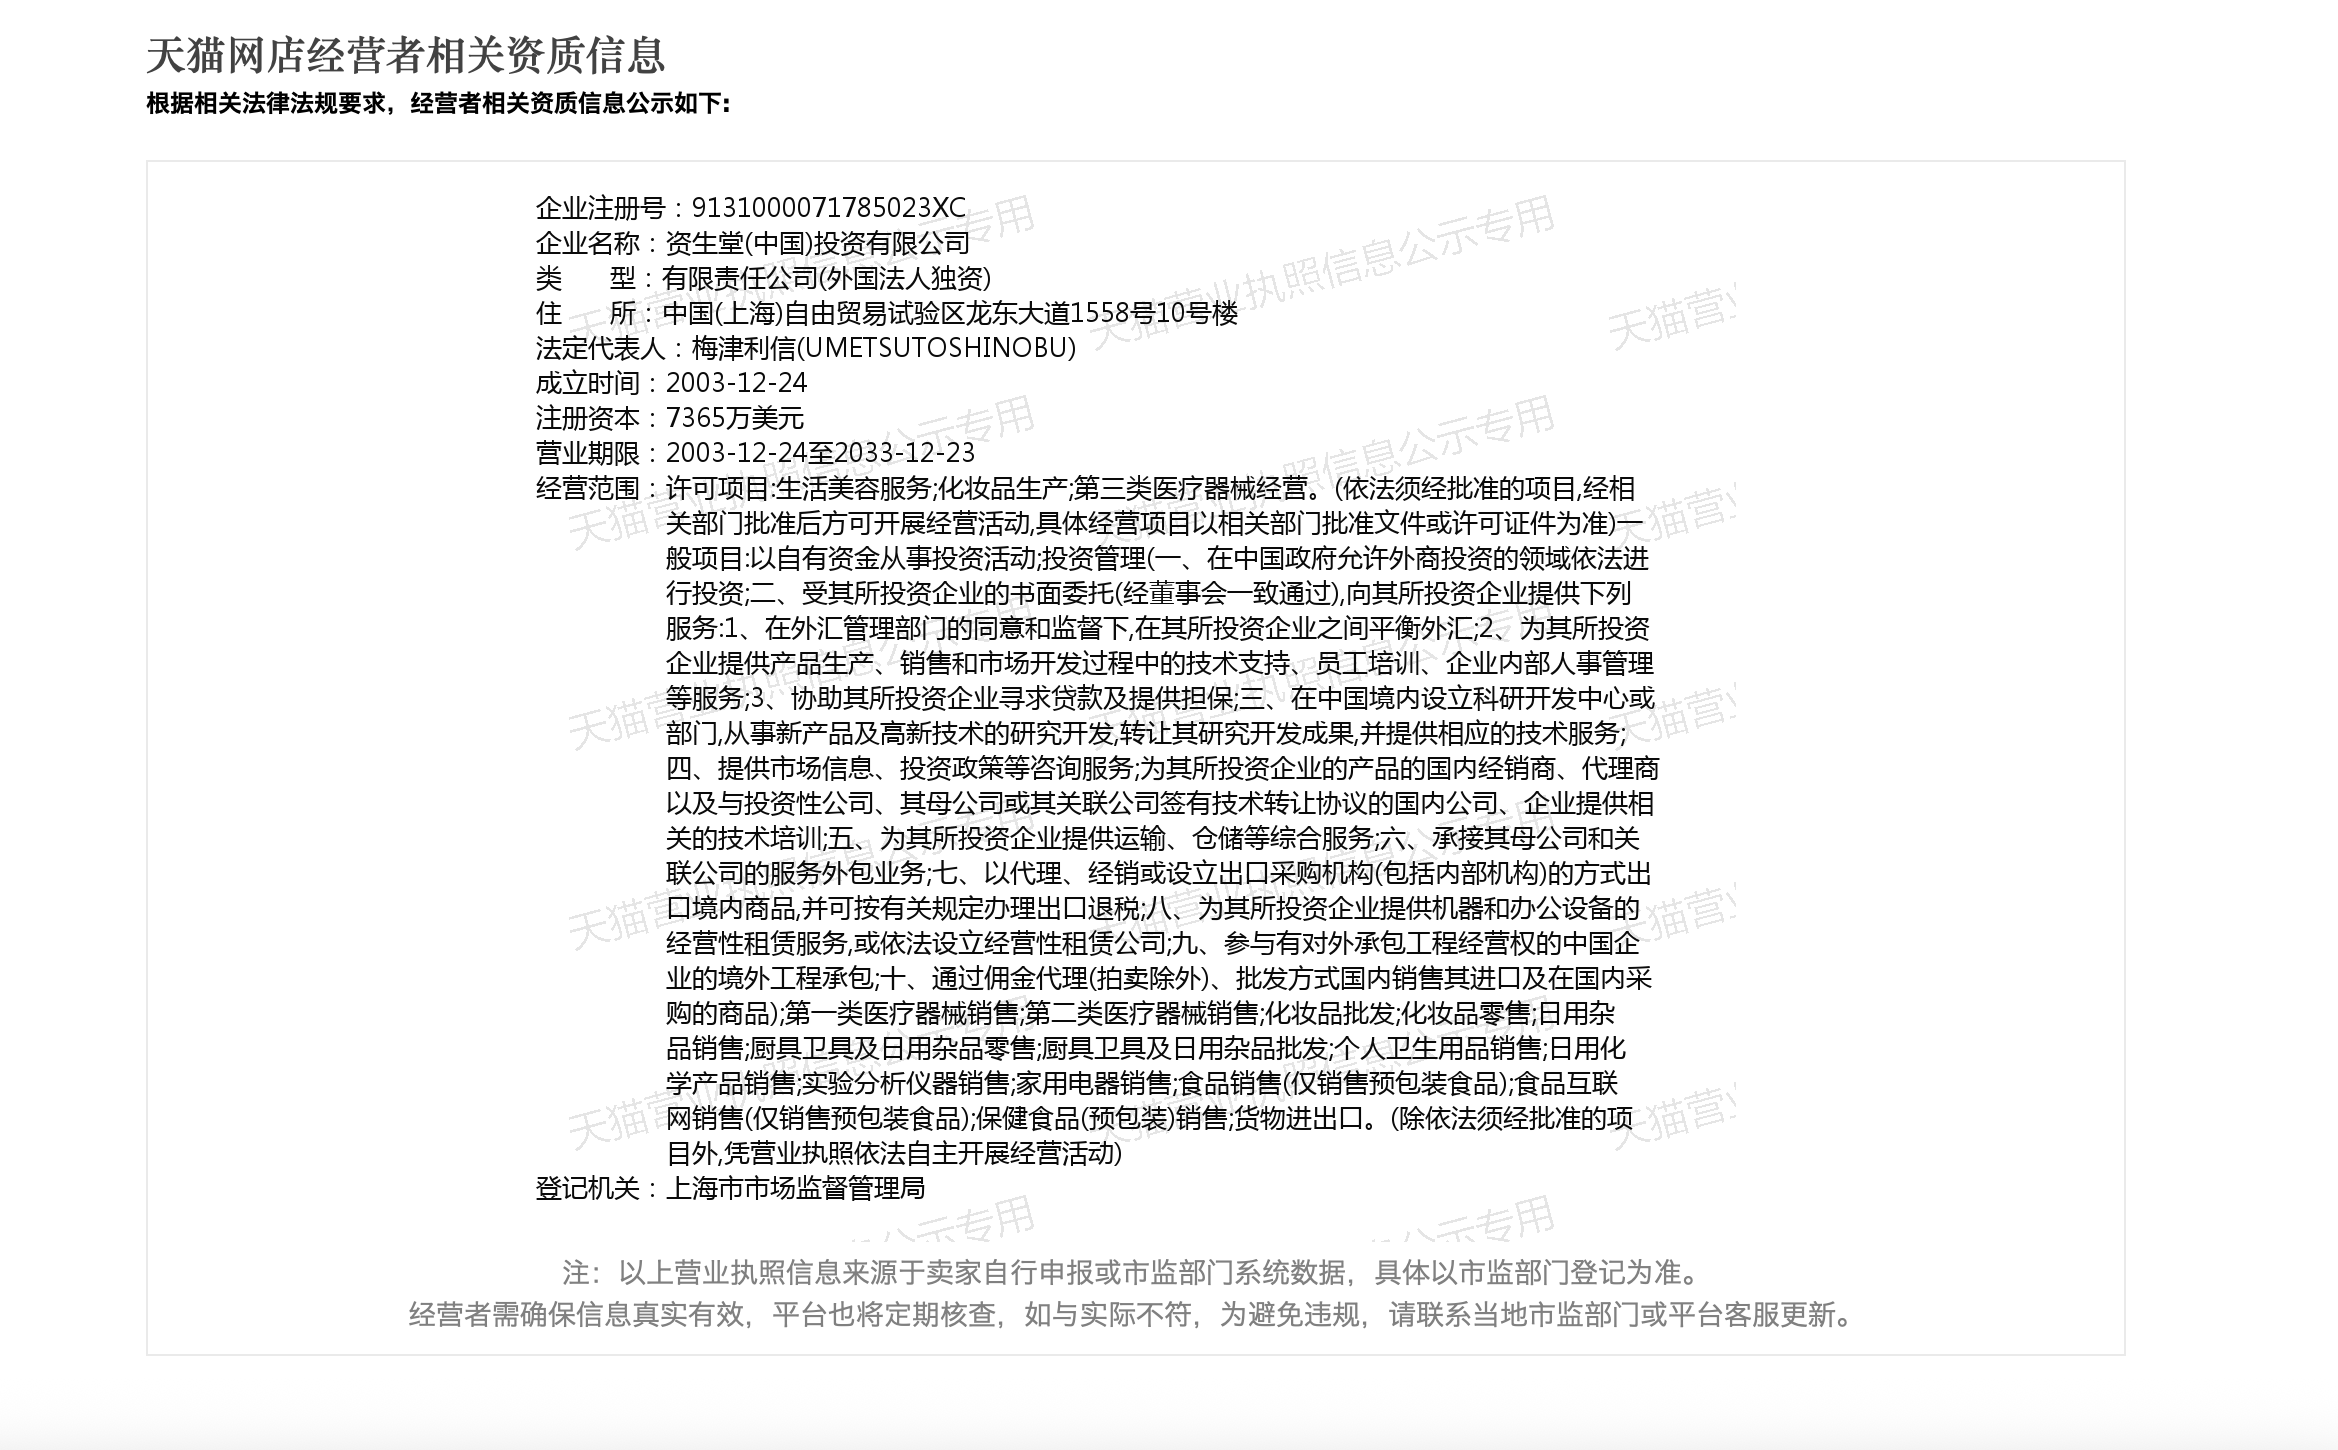 天猫网店经营者相关资质信息
根据相关法律法规要求，经营者相关资质信息公示如下:
企业注册号：9131000071785023XC
企业名称：资生堂(中国)投资有限公司
类 型：有限责任公司(外国法人独资)
住 所：中国(上海)自由贸易试验区龙东大道1558号10号楼
法定代表人：梅津利信(UMETSUTOSHINOBU)
成立时间：2003-12-24
注册资本：7365万美元
营业期限：2003-12-24至2033-12-23
经营范围：许可项目:生活美容服务;化妆品生产;第三类医疗器械经营。(依法须经批准的项目,经相
关部门批准后方可开展经营活动,具体经营项目以相关部门批准文件或许可证件为准)一
般项目:以自有资金从事投资活动;投资管理(一、在中国政府允许外商投资的领域依法进
行投资;二、受其所投资企业的书面委托(经董事会一致通过),向其所投资企业提供下列
服务:1、在外汇管理部门的同意和监督下,在其所投资企业之间平衡外汇;2、为其所投资
企业提供产品生产、销售和市场开发过程中的技术支持、员工培训、企业内部人事管理
等服务;3、协助其所投资企业寻求贷款及提供担保;三、在中国境内设立科研开发中心或
部门,从事新产品及高新技术的研究开发,转让其研究开发成果,并提供相应的技术服务;
四、提供市场信息、投资政策等咨询服务;为其所投资企业的产品的国内经销商、代理商
以及与投资性公司、其母公司或其关联公司签有技术转让协议的国内公司、企业提供相
关的技术培训;五、为其所投资企业提供运输、仓储等综合服务;六、承接其母公司和关
联公司的服务外包业务;七、以代理、经销或设立出口采购机构(包括内部机构)的方式出
口境内商品,并可按有关规定办理出口退税;八、为其所投资企业提供机器和办公设备的
经营性租赁服务,或依法设立经营性租赁公司;九、参与有对外承包工程经营权的中国企
业的境外工程承包;十、通过佣金代理(拍卖除外)、批发方式国内销售其进口及在国内采
购的商品);第一类医疗器械销售;第二类医疗器械销售;化妆品批发;化妆品零售;日用杂
品销售;厨具卫具及日用杂品零售;厨具卫具及日用杂品批发;个人卫生用品销售;日用化
学产品销售;实验分析仪器销售;家用电器销售;食品销售(仅销售预包装食品);食品互联
网销售(仅销售预包装食品);保健食品(预包装)销售;货物进出口。(除依法须经批准的项
目外,凭营业执照依法自主开展经营活动)
登记机关：上海市市场监督管理局
注：以上营业执照信息来源于卖家自行申报或市监部门系统数据，具体以市监部门登记为准。
经营者需确保信息真实有效，平台也将定期核查，如与实际不符，为避免违规，请联系当地市监部门或平台客服更新。
天猫营业执照信息公示专用